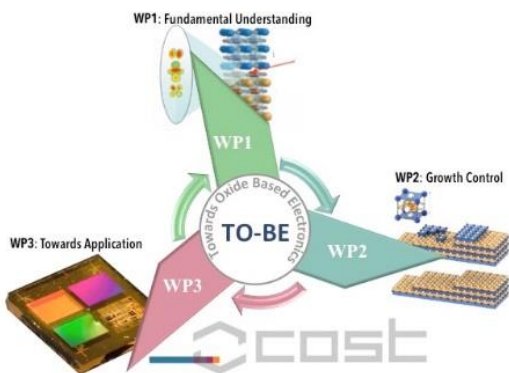 WP1: Fundamental Understanding
WP1
WP2: Growth Control
Towards Oxide Based Electronics
TO-BE
WP2
WP3: Towards Application
WP3
cost